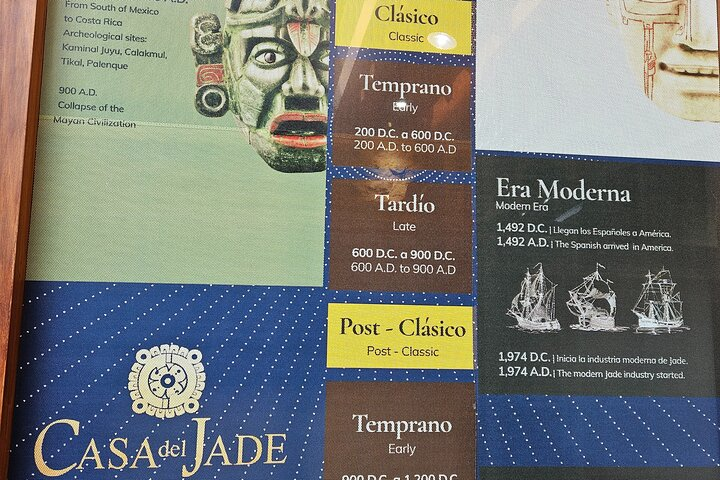 A.D.
From South of Mexico
to Costa Rica
Archeological sites:
Kaminal Juyu, Calakmul,
Tikal, Palenque
900 A.D.
Collapse of the
Mayan Civilization
CASA del JADE
Clásico
Classic
Temprano
Early
200 D.C. a 600 D.C.
200 A.D. to 600 A.D
Tardío
Late
600 D.C. a 900 D.C.
600 A.D. to 900 A.D
Post - Clásico
Post - Classic
Temprano
Early
900 D.C. a 1,200 D.C.
Era Moderna
Modern Era
1,492 D.C. | Llegan los Españoles a América.
1,492 A.D. | The Spanish arrived in America.
1,974 D.C. | Inicia la industria moderna de Jade.
1,974 A.D. | The modern Jade industry started.